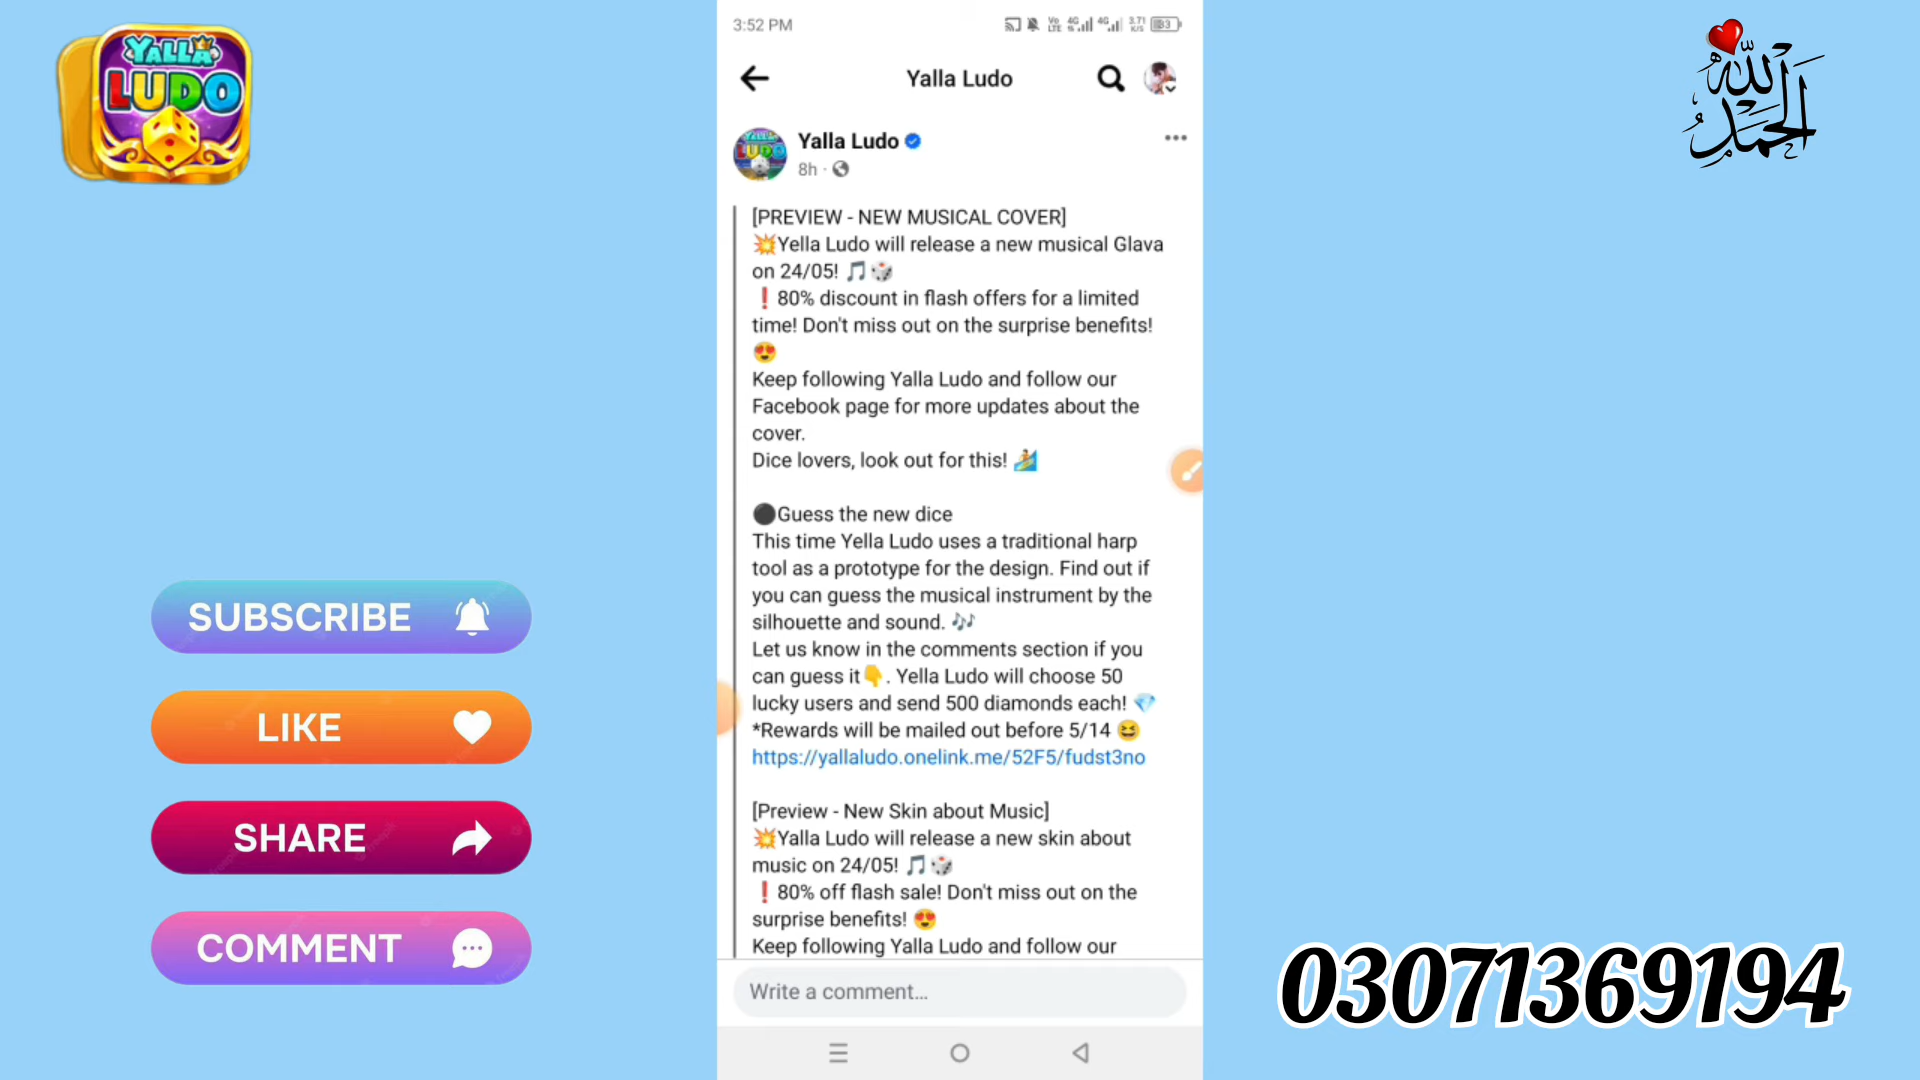 YALLA
LUDO
3:52 PM
Vo LTE 4G 4G 3.71 K/S 83
Yalla Ludo
الحمد لله
Yalla Ludo
8h ·
[PREVIEW - NEW MUSICAL COVER]
💥Yella Ludo will release a new musical Glava
on 24/05! 🎵🎲
❗80% discount in flash offers for a limited
time! Don't miss out on the surprise benefits!
😍
Keep following Yalla Ludo and follow our
Facebook page for more updates about the
cover.
Dice lovers, look out for this! 🏄
⚫Guess the new dice
This time Yella Ludo uses a traditional harp
tool as a prototype for the design. Find out if
you can guess the musical instrument by the
silhouette and sound. 🎶
Let us know in the comments section if you
can guess it👇. Yella Ludo will choose 50
lucky users and send 500 diamonds each! 💎
*Rewards will be mailed out before 5/14 😆
https://yallaludo.onelink.me/52F5/fudst3no
[Preview - New Skin about Music]
💥Yalla Ludo will release a new skin about
music on 24/05! 🎵🎲
❗80% off flash sale! Don't miss out on the
surprise benefits! 😍
Keep following Yalla Ludo and follow our
Write a comment...
SUBSCRIBE
LIKE
SHARE
COMMENT
03071369194